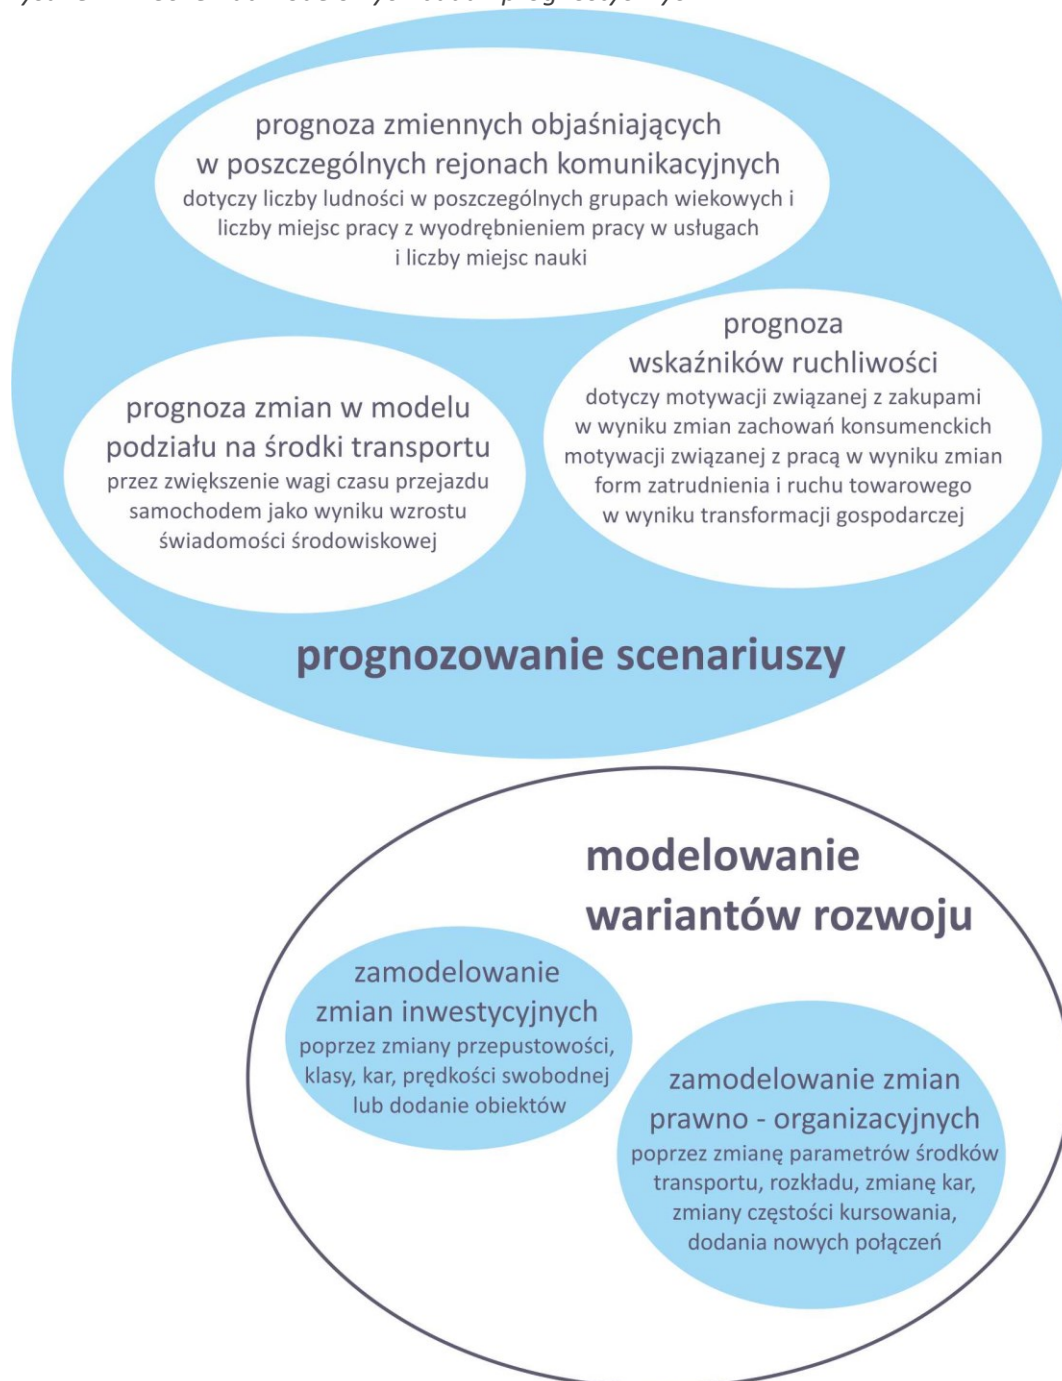 prognoza zmiennych objaśniających
w poszczególnych rejonach komunikacyjnych
dotyczy liczby ludności w poszczególnych grupach wiekowych i
liczby miejsc pracy z wyodrębnieniem pracy w usługach
i liczby miejsc nauki
prognoza
wskaźników ruchliwości
dotyczy motywacji związanej z zakupami
w wyniku zmian zachowań konsumenckich
motywacji związanej z pracą w wyniku zmian
form zatrudnienia i ruchu towarowego
w wyniku transformacji gospodarczej
prognoza zmian w modelu
podziału na środki transportu
przez zwiększenie wagi czasu przejazdu
samochodem jako wyniku wzrostu
świadomości środowiskowej
prognozowanie scenariuszy
modelowanie
wariantów rozwoju
zamodelowanie
zmian inwestycyjnych
poprzez zmiany przepustowości,
klasy, kar, prędkości swobodnej
lub dodanie obiektów
zamodelowanie zmian
prawno - organizacyjnych
poprzez zmianę parametrów środków
transportu, rozkładu, zmianę kar,
zmiany częstości kursowania,
dodania nowych połączeń